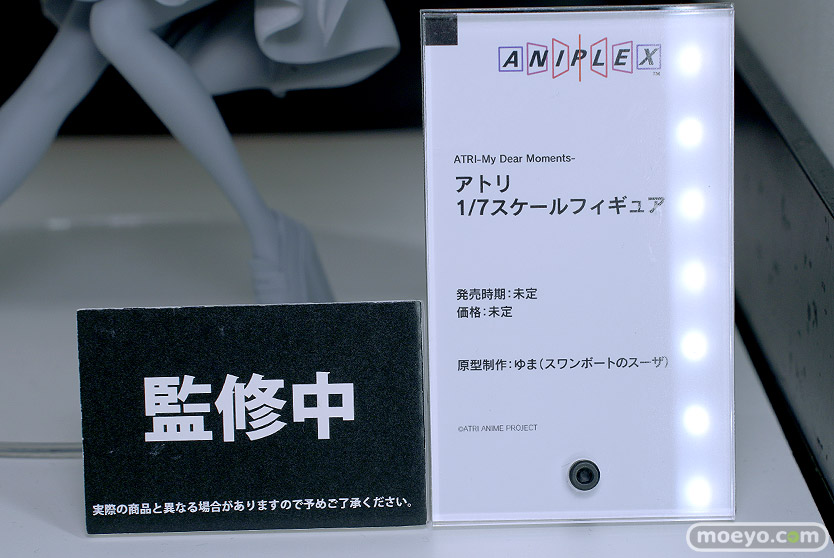 ANIPLEX
™
ATRI-My Dear Moments-
アトリ
1/7スケールフィギュア
発売時期：未定
価格：未定
原型制作：ゆま（スワンボートのスーザ）
©ATRI ANIME PROJECT
監修中
実際の商品と異なる場合がありますので予めご了承ください。
moeyo.com